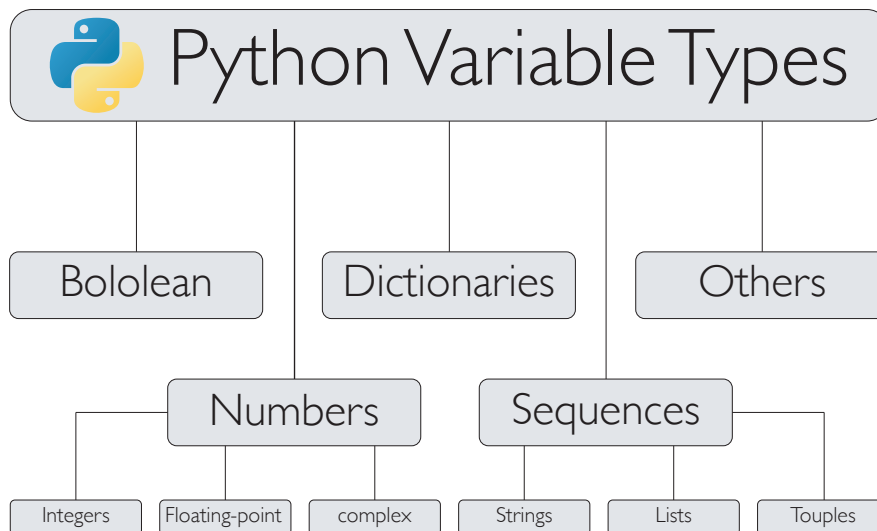 Python Variable Types
Bololean
Dictionaries
Others
Numbers
Sequences
Integers
Floating-point
complex
Strings
Lists
Touples